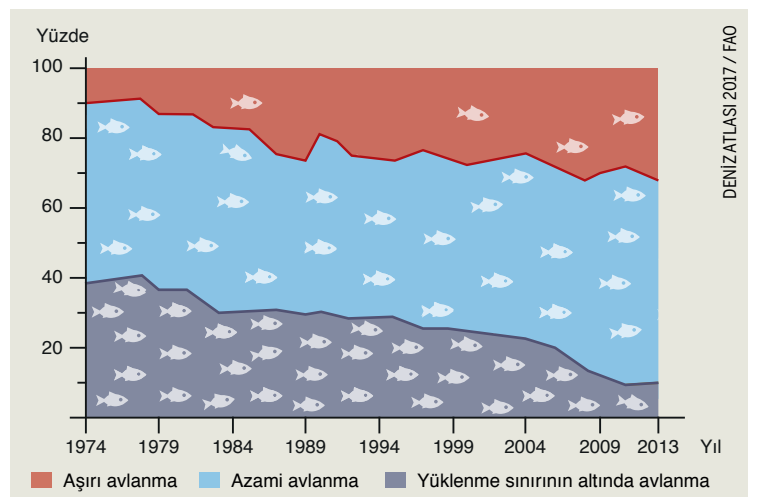 Yüzde
100
80
60
40
20
1974 1979 1984 1989 1994 1999 2004 2009 2013 Yıl
Aşırı avlanma Azami avlanma Yüklenme sınırının altında avlanma
DENİZ ATLASI 2017 / FAO